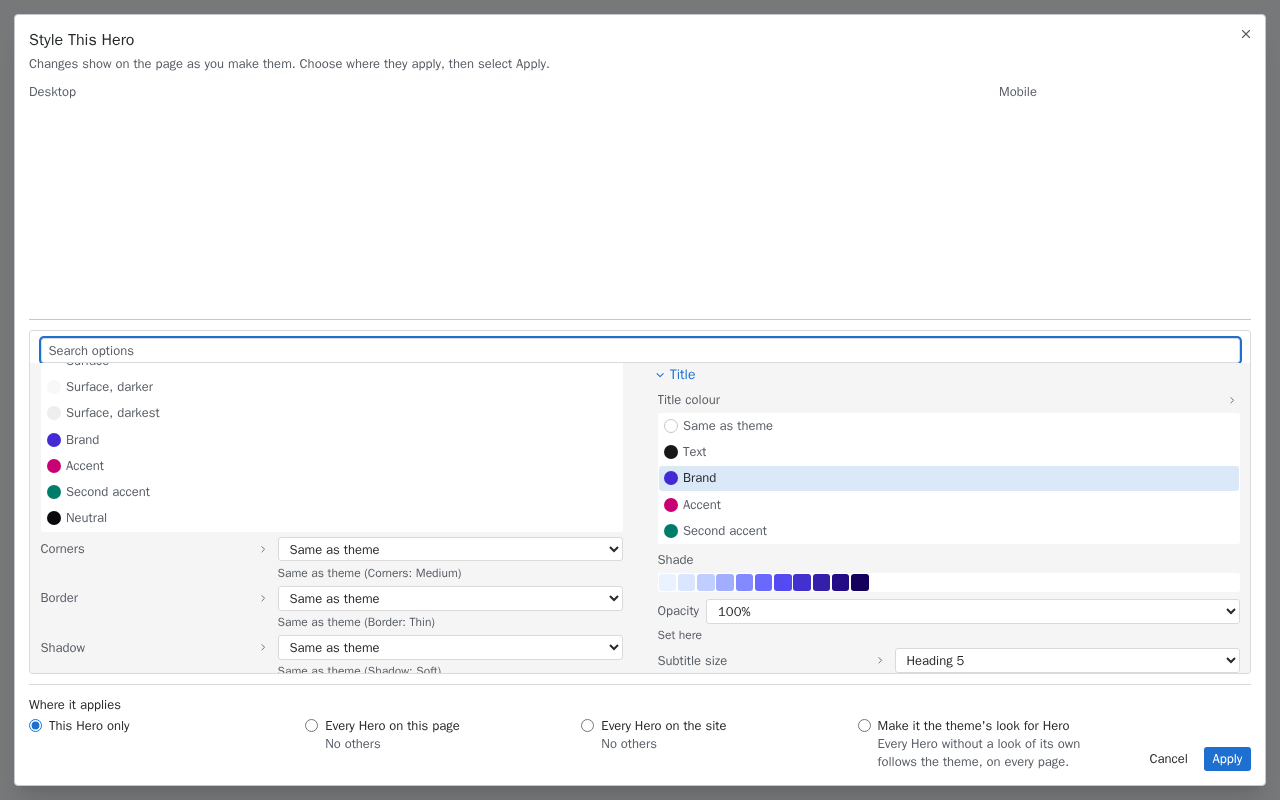 Style This Hero
Changes show on the page as you make them. Choose where they apply, then select Apply.
Desktop
Mobile
Search options
Surface, darker
Surface, darkest
Brand
Accent
Second accent
Neutral
Corners
Same as theme
Same as theme (Corners: Medium)
Border
Same as theme
Same as theme (Border: Thin)
Shadow
Same as theme
Same as theme (Shadow: Soft)
Title
Title colour
Same as theme
Text
Brand
Accent
Second accent
Shade
Opacity
100%
Set here
Subtitle size
Heading 5
Where it applies
This Hero only
Every Hero on this page
No others
Every Hero on the site
No others
Make it the theme's look for Hero
Every Hero without a look of its own
follows the theme, on every page.
Cancel
Apply